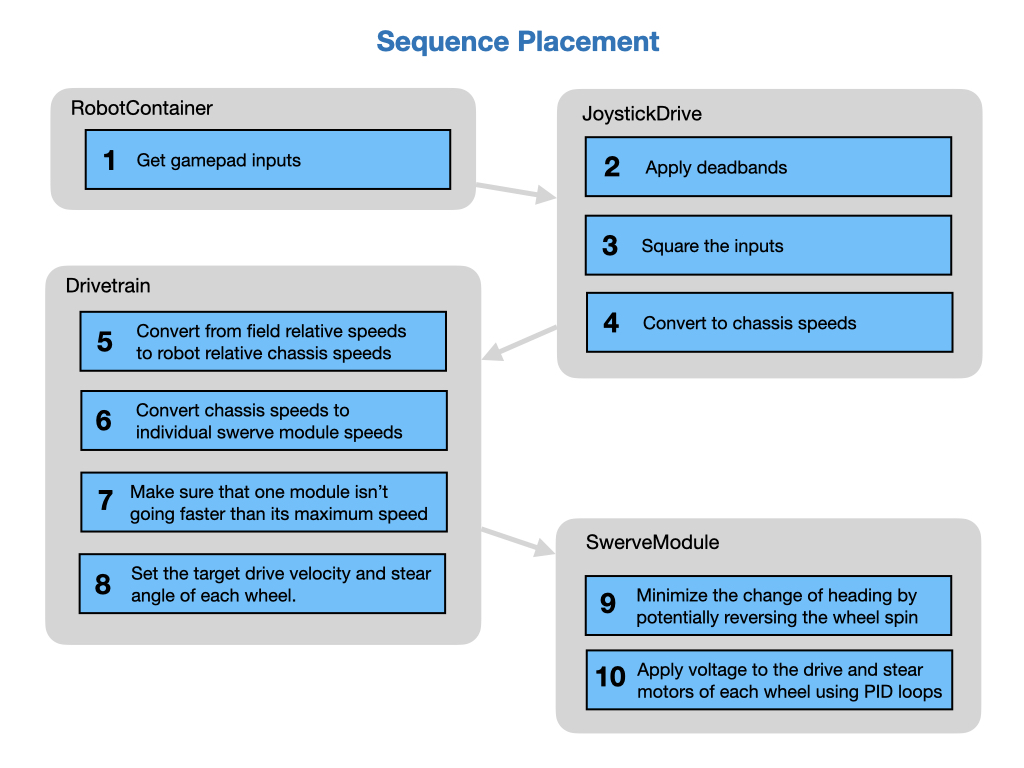 Sequence Placement
RobotContainer
1 Get gamepad inputs
JoystickDrive
2 Apply deadbands
3 Square the inputs
4 Convert to chassis speeds
Drivetrain
5 Convert from field relative speeds
to robot relative chassis speeds
6 Convert chassis speeds to
individual swerve module speeds
7 Make sure that one module isn’t
going faster than its maximum speed
8 Set the target drive velocity and stear
angle of each wheel.
SwerveModule
9 Minimize the change of heading by
potentially reversing the wheel spin
10 Apply voltage to the drive and stear
motors of each wheel using PID loops